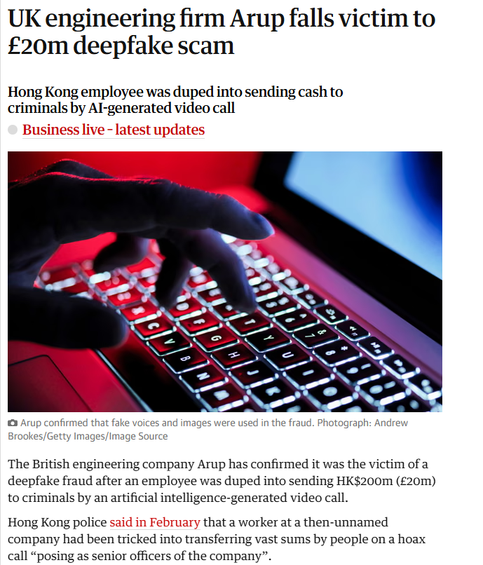 UK engineering firm Arup falls victim to
£20m deepfake scam
Hong Kong employee was duped into sending cash to
criminals by AI-generated video call
Business live – latest updates
Arup confirmed that fake voices and images were used in the fraud. Photograph: Andrew
Brookes/Getty Images/Image Source
The British engineering company Arup has confirmed it was the victim of a
deepfake fraud after an employee was duped into sending HK$200m (£20m)
to criminals by an artificial intelligence-generated video call.
Hong Kong police said in February that a worker at a then-unnamed
company had been tricked into transferring vast sums by people on a hoax
call “posing as senior officers of the company”.